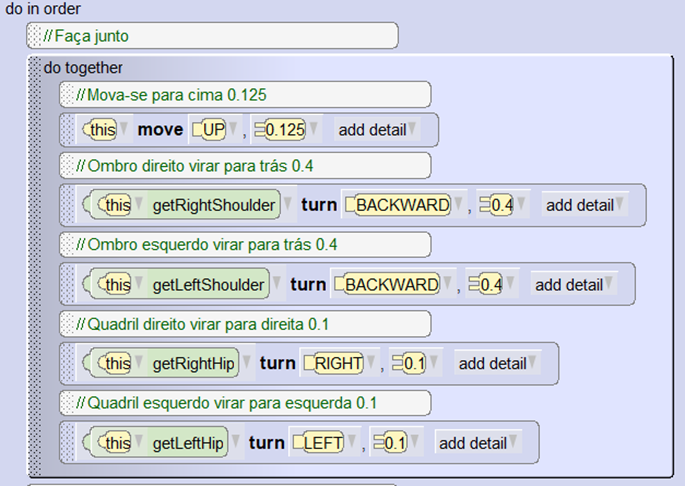 do in order
//Faça junto
do together
//Mova-se para cima 0.125
this move UP , 0.125 add detail
//Ombro direito virar para trás 0.4
this getRightShoulder turn BACKWARD , 0.4 add detail
//Ombro esquerdo virar para trás 0.4
this getLeftShoulder turn BACKWARD , 0.4 add detail
//Quadril direito virar para direita 0.1
this getRightHip turn RIGHT , 0.1 add detail
//Quadril esquerdo virar para esquerda 0.1
this getLeftHip turn LEFT , 0.1 add detail